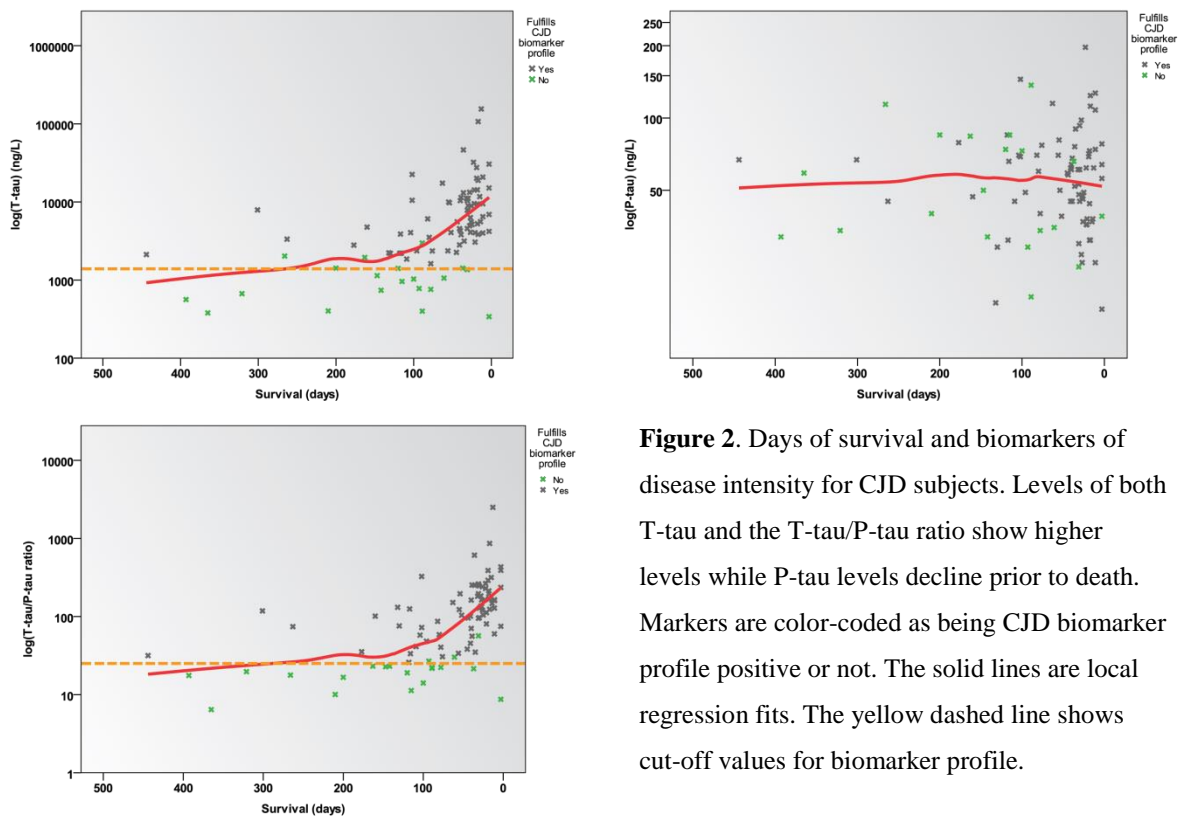 Fulfills
CJD
biomarker
profile
Yes
No
1000000
100000
10000
1000
100
log(T-tau) (ng/L)
500 400 300 200 100 0
Survival (days)
Fulfills
CJD
biomarker
profile
Yes
No
250
200
150
100
50
log(P-tau) (ng/L)
500 400 300 200 100 0
Survival (days)
Fulfills
CJD
biomarker
profile
No
Yes
10000
1000
100
10
1
log(T-tau/P-tau ratio)
500 400 300 200 100 0
Survival (days)
Figure 2. Days of survival and biomarkers of
disease intensity for CJD subjects. Levels of both
T-tau and the T-tau/P-tau ratio show higher
levels while P-tau levels decline prior to death.
Markers are color-coded as being CJD biomarker
profile positive or not. The solid lines are local
regression fits. The yellow dashed line shows
cut-off values for biomarker profile.